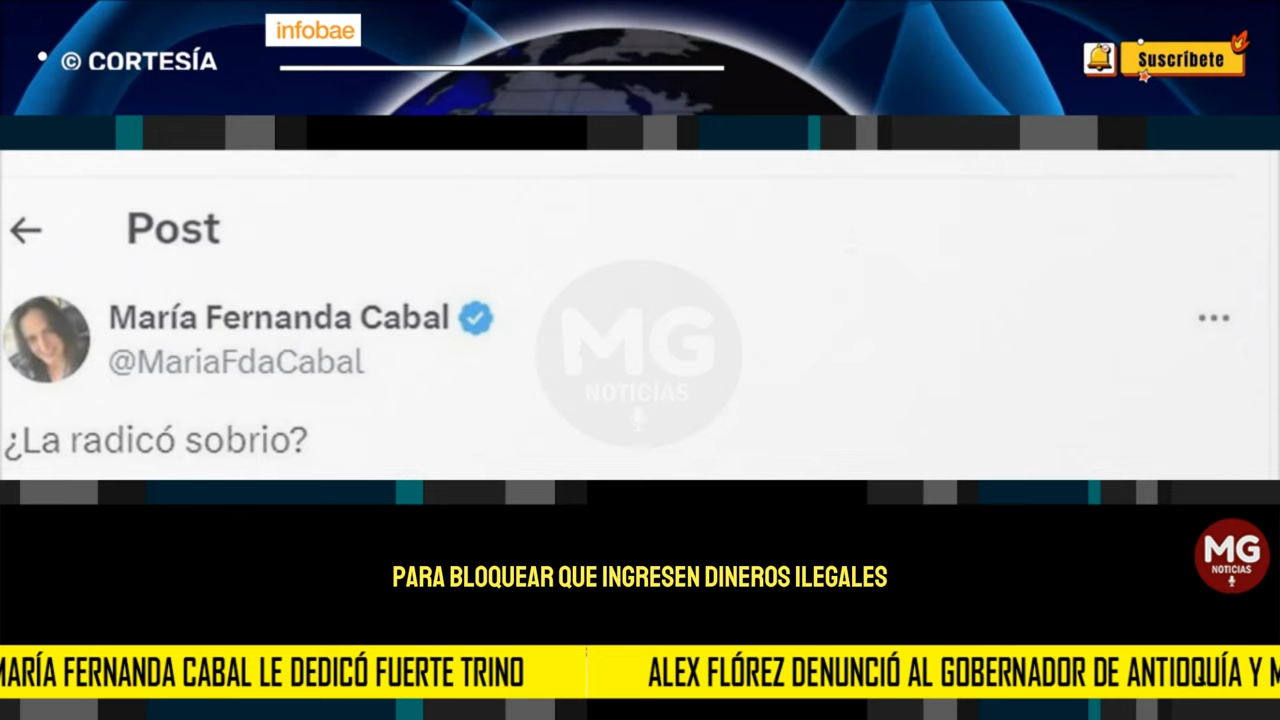 infobae
© CORTESÍA
Suscríbete
Post
María Fernanda Cabal
@MariaFdaCabal
¿La radicó sobrio?
MG
NOTICIAS
PARA BLOQUEAR QUE INGRESEN DINEROS ILEGALES
MG
NOTICIAS
MARÍA FERNANDA CABAL LE DEDICÓ FUERTE TRINO
ALEX FLÓREZ DENUNCIÓ AL GOBERNADOR DE ANTIOQUÍA Y